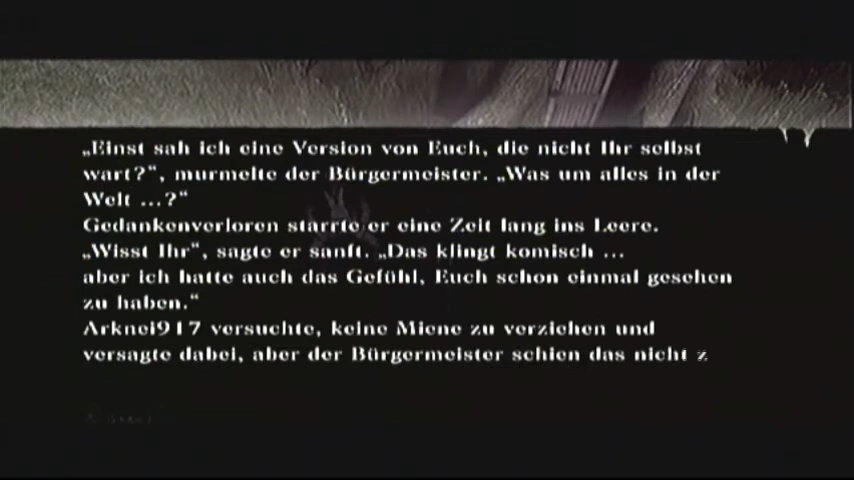 „Einst sah ich eine Version von Euch, die nicht Ihr selbst
wart?“, murmelte der Bürgermeister. „Was um alles in der
Welt ...?“
Gedankenverloren starrte er eine Zeit lang ins Leere.
„Wisst Ihr“, sagte er sanft. „Das klingt komisch ...
aber ich hatte auch das Gefühl, Euch schon einmal gesehen
zu haben.“
Arknei917 versuchte, keine Miene zu verziehen und
versagte dabei, aber der Bürgermeister schien das nicht z